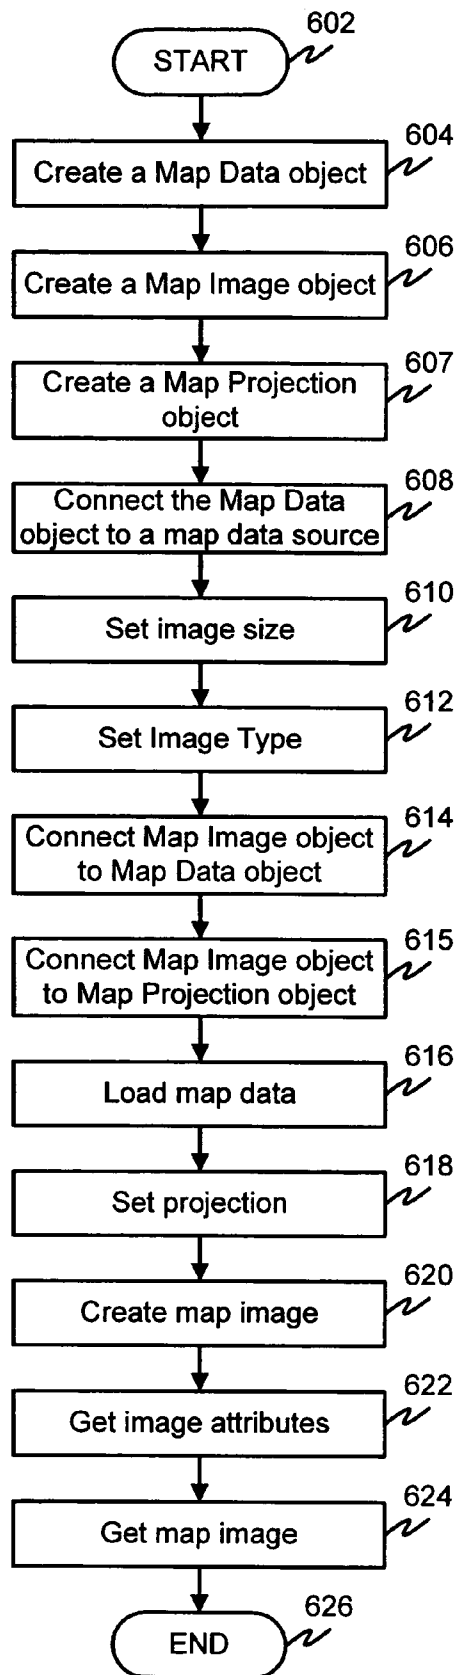 602
START
604
Create a Map Data object
606
Create a Map Image object
607
Create a Map Projection
object
608
Connect the Map Data
object to a map data source
610
Set image size
612
Set Image Type
614
Connect Map Image object
to Map Data object
615
Connect Map Image object
to Map Projection object
616
Load map data
618
Set projection
620
Create map image
622
Get image attributes
624
Get map image
626
END